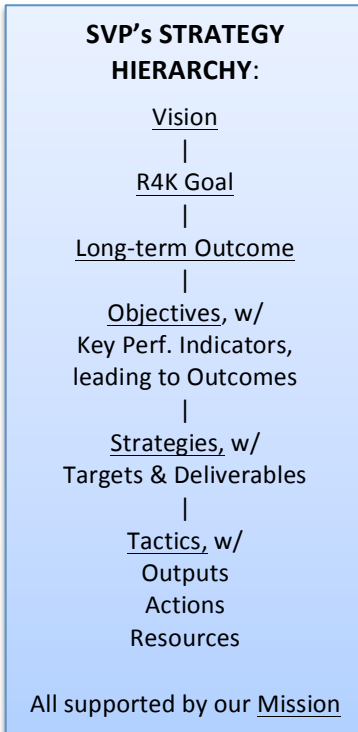 SVP’s STRATEGY
HIERARCHY:
Vision
|
R4K Goal
|
Long-term Outcome
|
Objectives, w/
Key Perf. Indicators,
leading to Outcomes
|
Strategies, w/
Targets & Deliverables
|
Tactics, w/
Outputs
Actions
Resources
All supported by our Mission